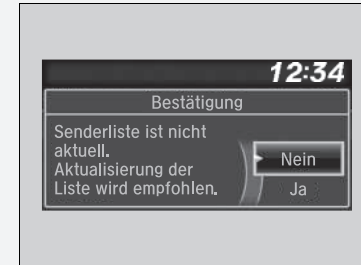 12:34
Bestätigung
Senderliste ist nicht
aktuell.
Aktualisierung der
Liste wird empfohlen.
Nein
Ja